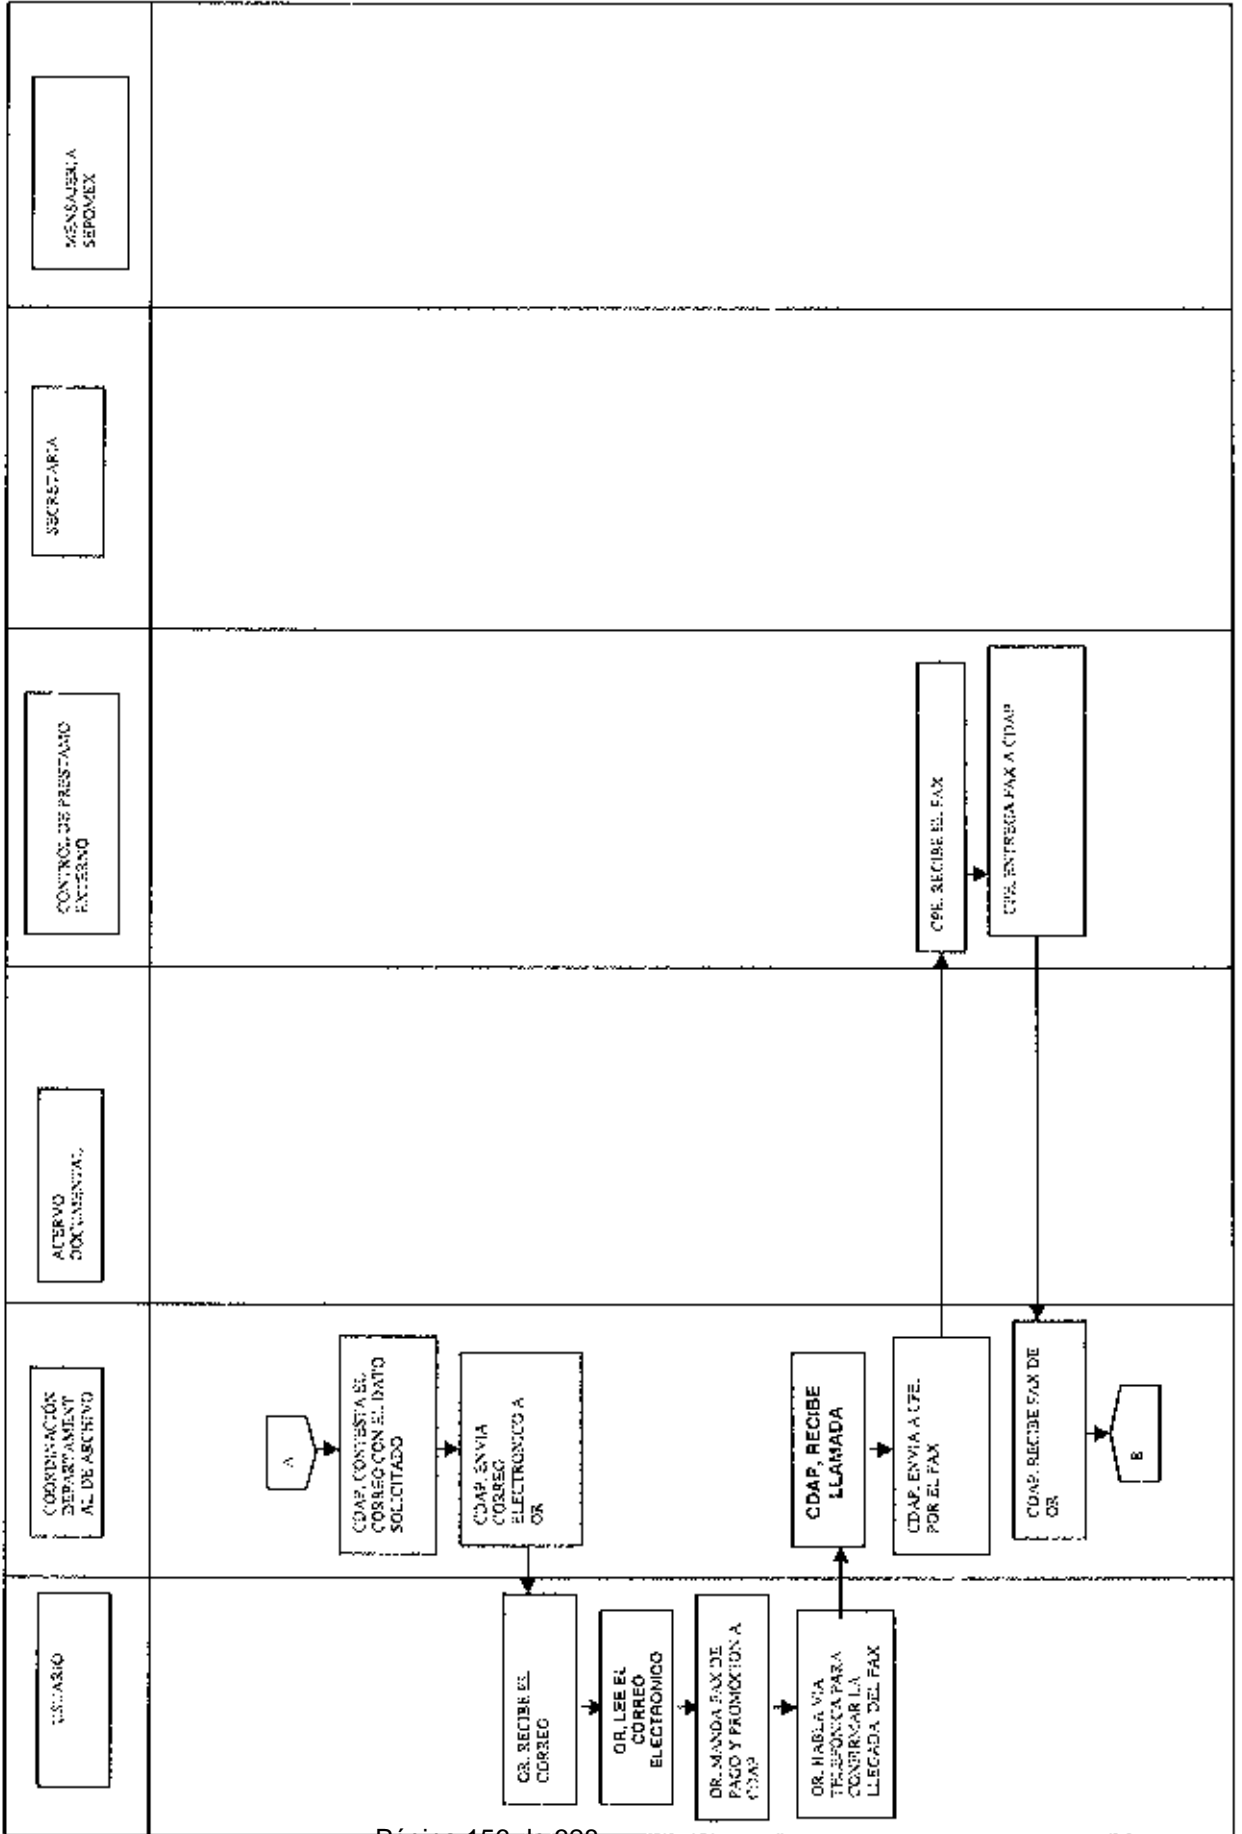 USUARIO
COORDINACIÓN
DEPARTAMENT
AL DE ARCHIVO
ACERVO
DOCUMENTAL
CONTROL DE PRESTAMO
EXTERNO
SECRETARIA
MENSAJERIA
SEPOMEX
A
CDAP, CONTESTA EL
CORREO CON EL DATO
SOLICITADO
CDAP, ENVIA
CORREO
ELECTRONICO A
OR
OR, RECIBE EL
CORREO
OR, LEE EL
CORREO
ELECTRONICO
OR, MANDA FAX DE
PAGO Y PROMOCION A
CDAP
OR, HABLA VIA
TELEFONICA PARA
CONFIRMAR LA
LLEGADA DEL FAX
CDAP, RECIBE
LLAMADA
CDAP, ENVIA A CPE,
POR EL FAX
CPE, RECIBE EL FAX
CPE, ENTREGA FAX A CDAP
CDAP, RECIBE FAX DE
OR
B